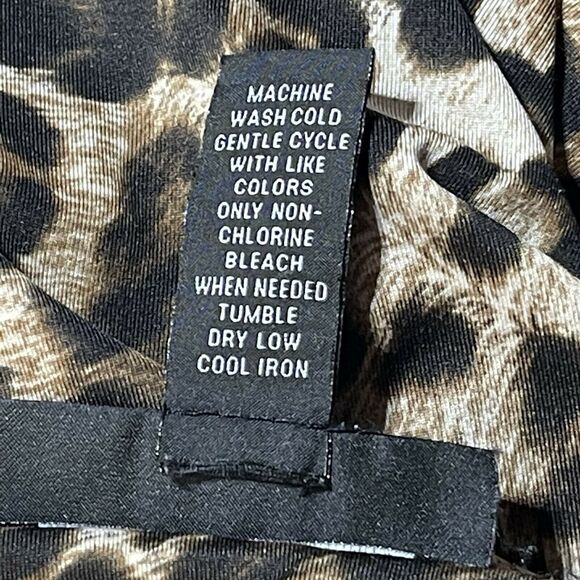 MACHINE
WASH COLD
GENTLE CYCLE
WITH LIKE
COLORS
ONLY NON-
CHLORINE
BLEACH
WHEN NEEDED
TUMBLE
DRY LOW
COOL IRON